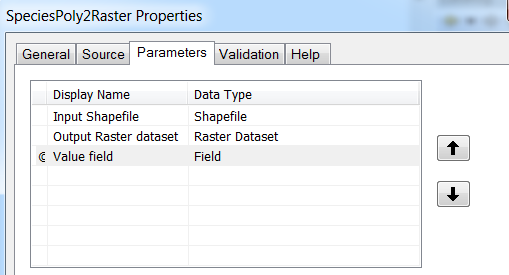 SpeciesPoly2Raster Properties
General Source Parameters Validation Help
Display Name Data Type
Input Shapefile Shapefile
Output Raster dataset Raster Dataset
Value field Field